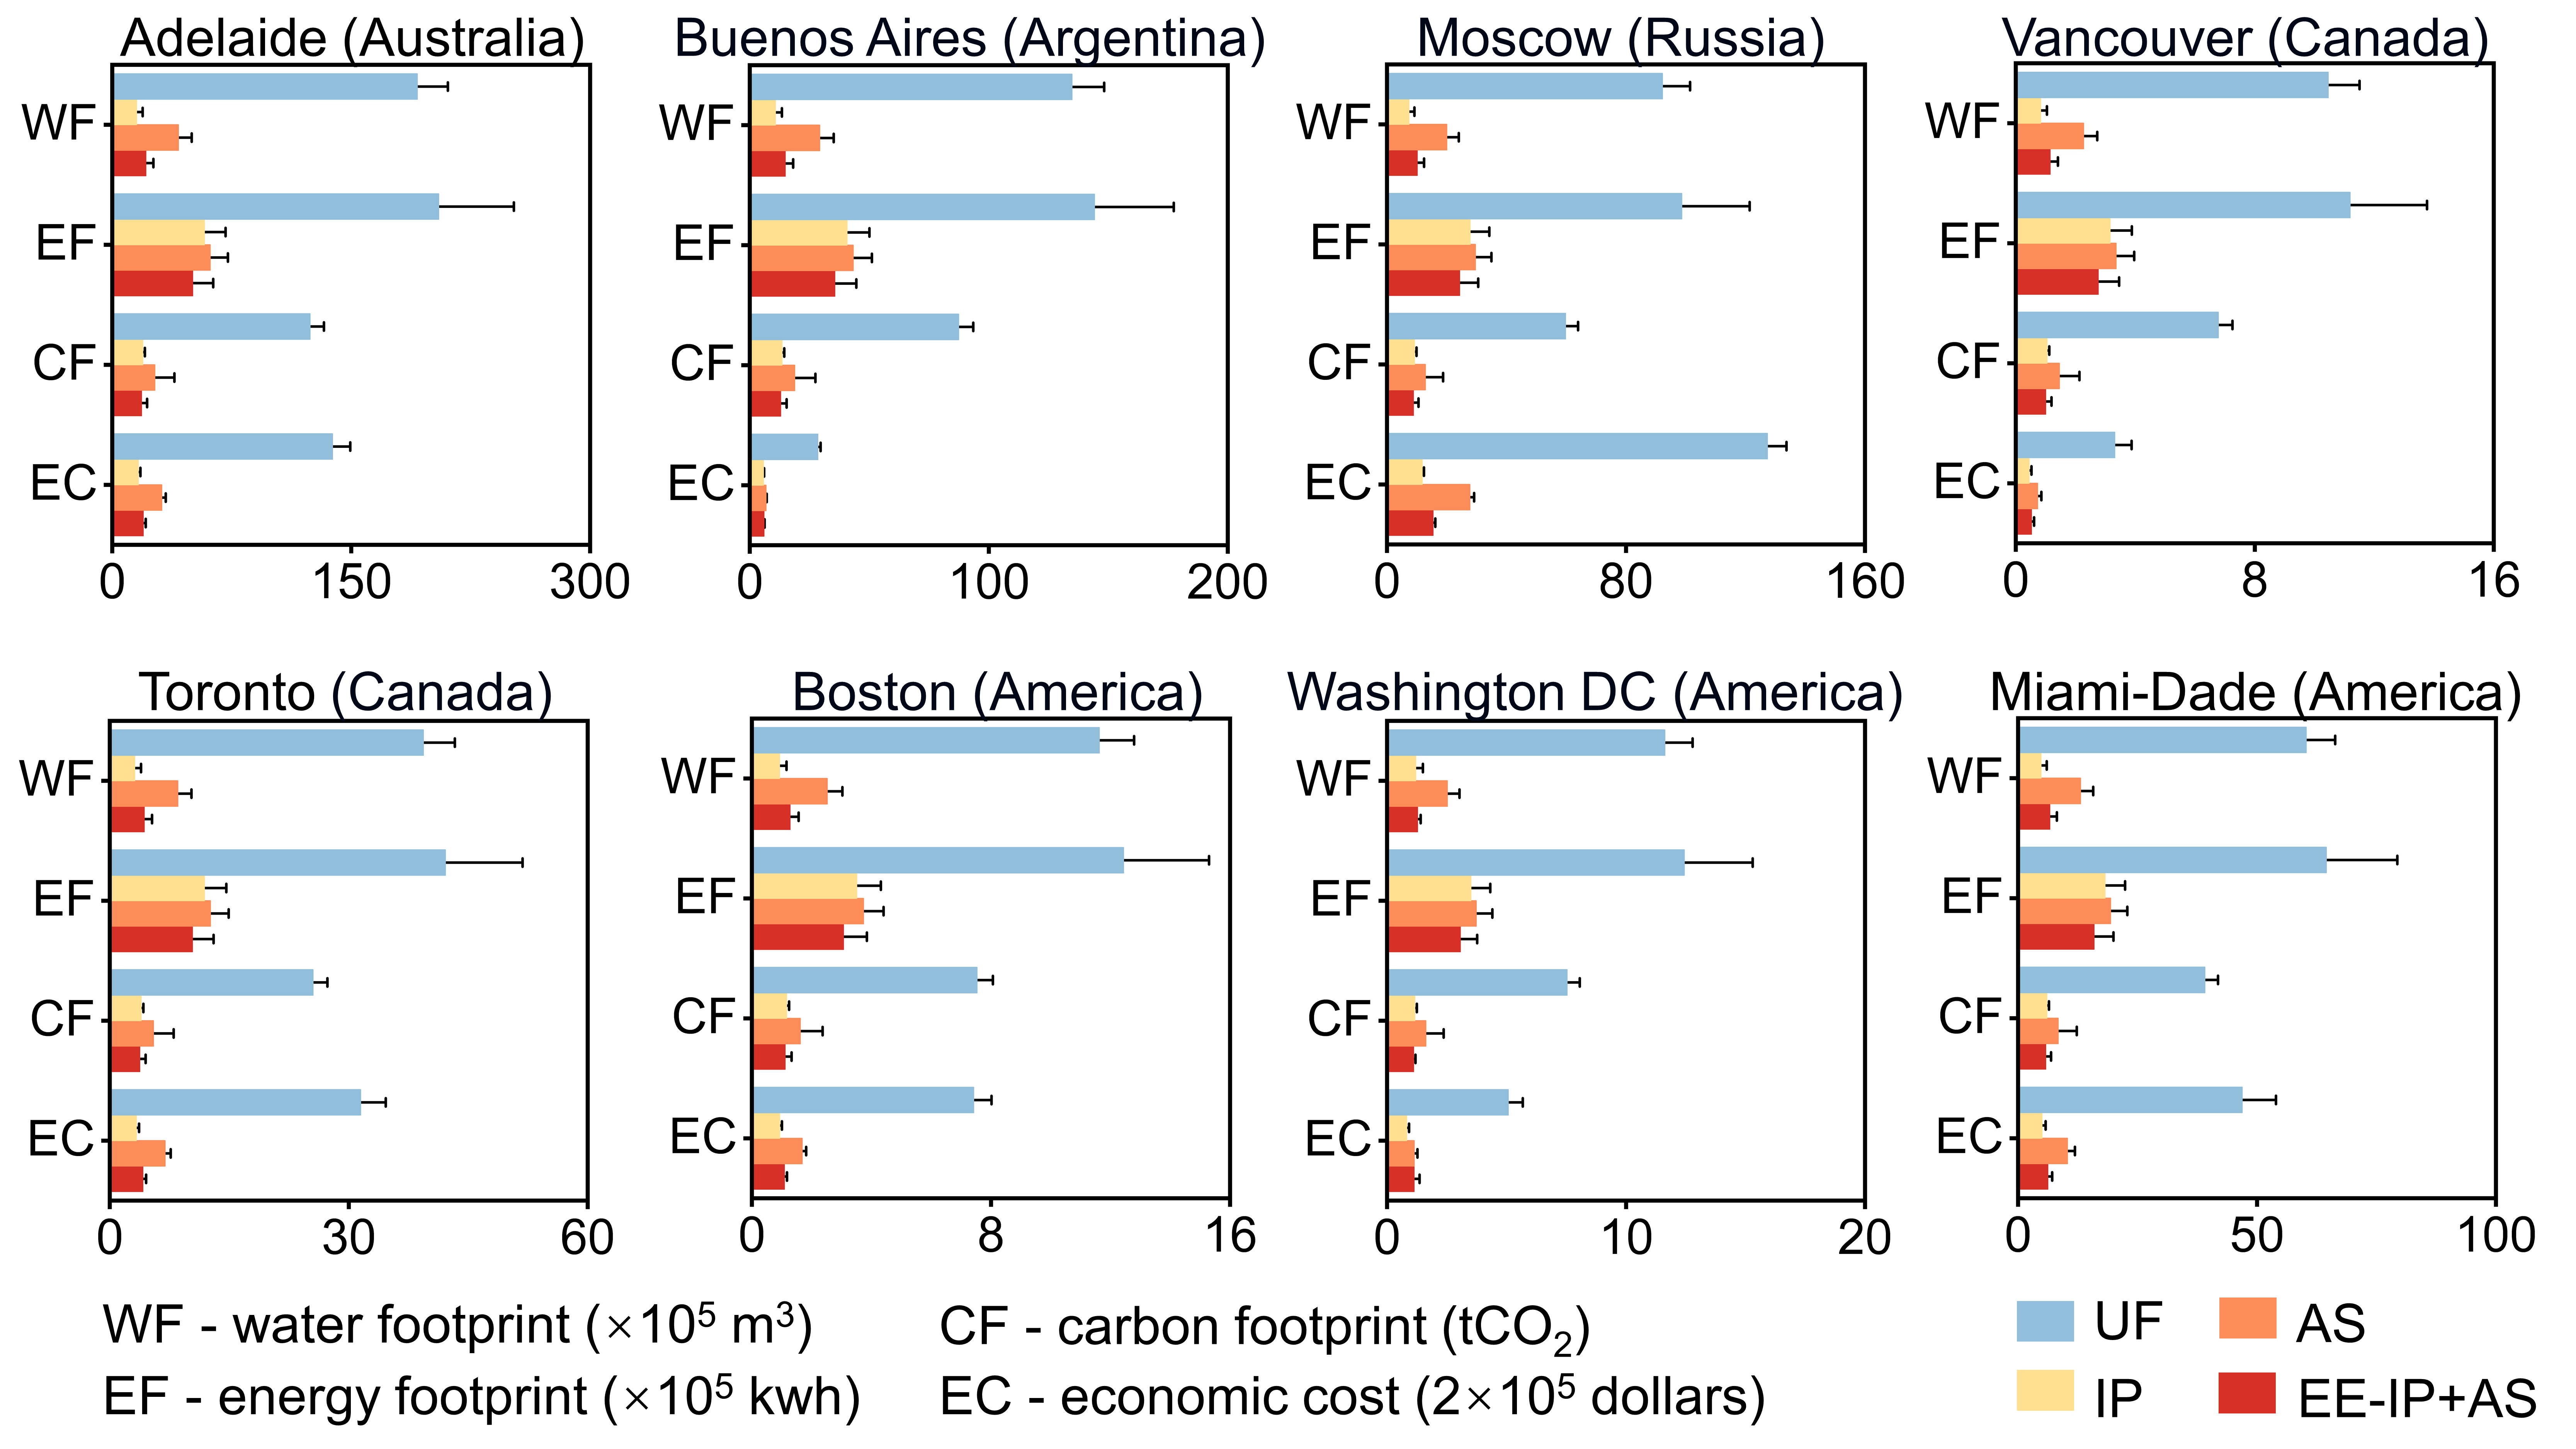 Adelaide (Australia)
WF
EF
CF
EC
0 150 300
Buenos Aires (Argentina)
WF
EF
CF
EC
0 100 200
Moscow (Russia)
WF
EF
CF
EC
0 80 160
Vancouver (Canada)
WF
EF
CF
EC
0 8 16
Toronto (Canada)
WF
EF
CF
EC
0 30 60
Boston (America)
WF
EF
CF
EC
0 8 16
Washington DC (America)
WF
EF
CF
EC
0 10 20
Miami-Dade (America)
WF
EF
CF
EC
0 50 100
WF - water footprint (×10⁵ m³)
EF - energy footprint (×10⁵ kwh)
CF - carbon footprint (tCO₂)
EC - economic cost (2×10⁵ dollars)
UF
IP
AS
EE-IP+AS